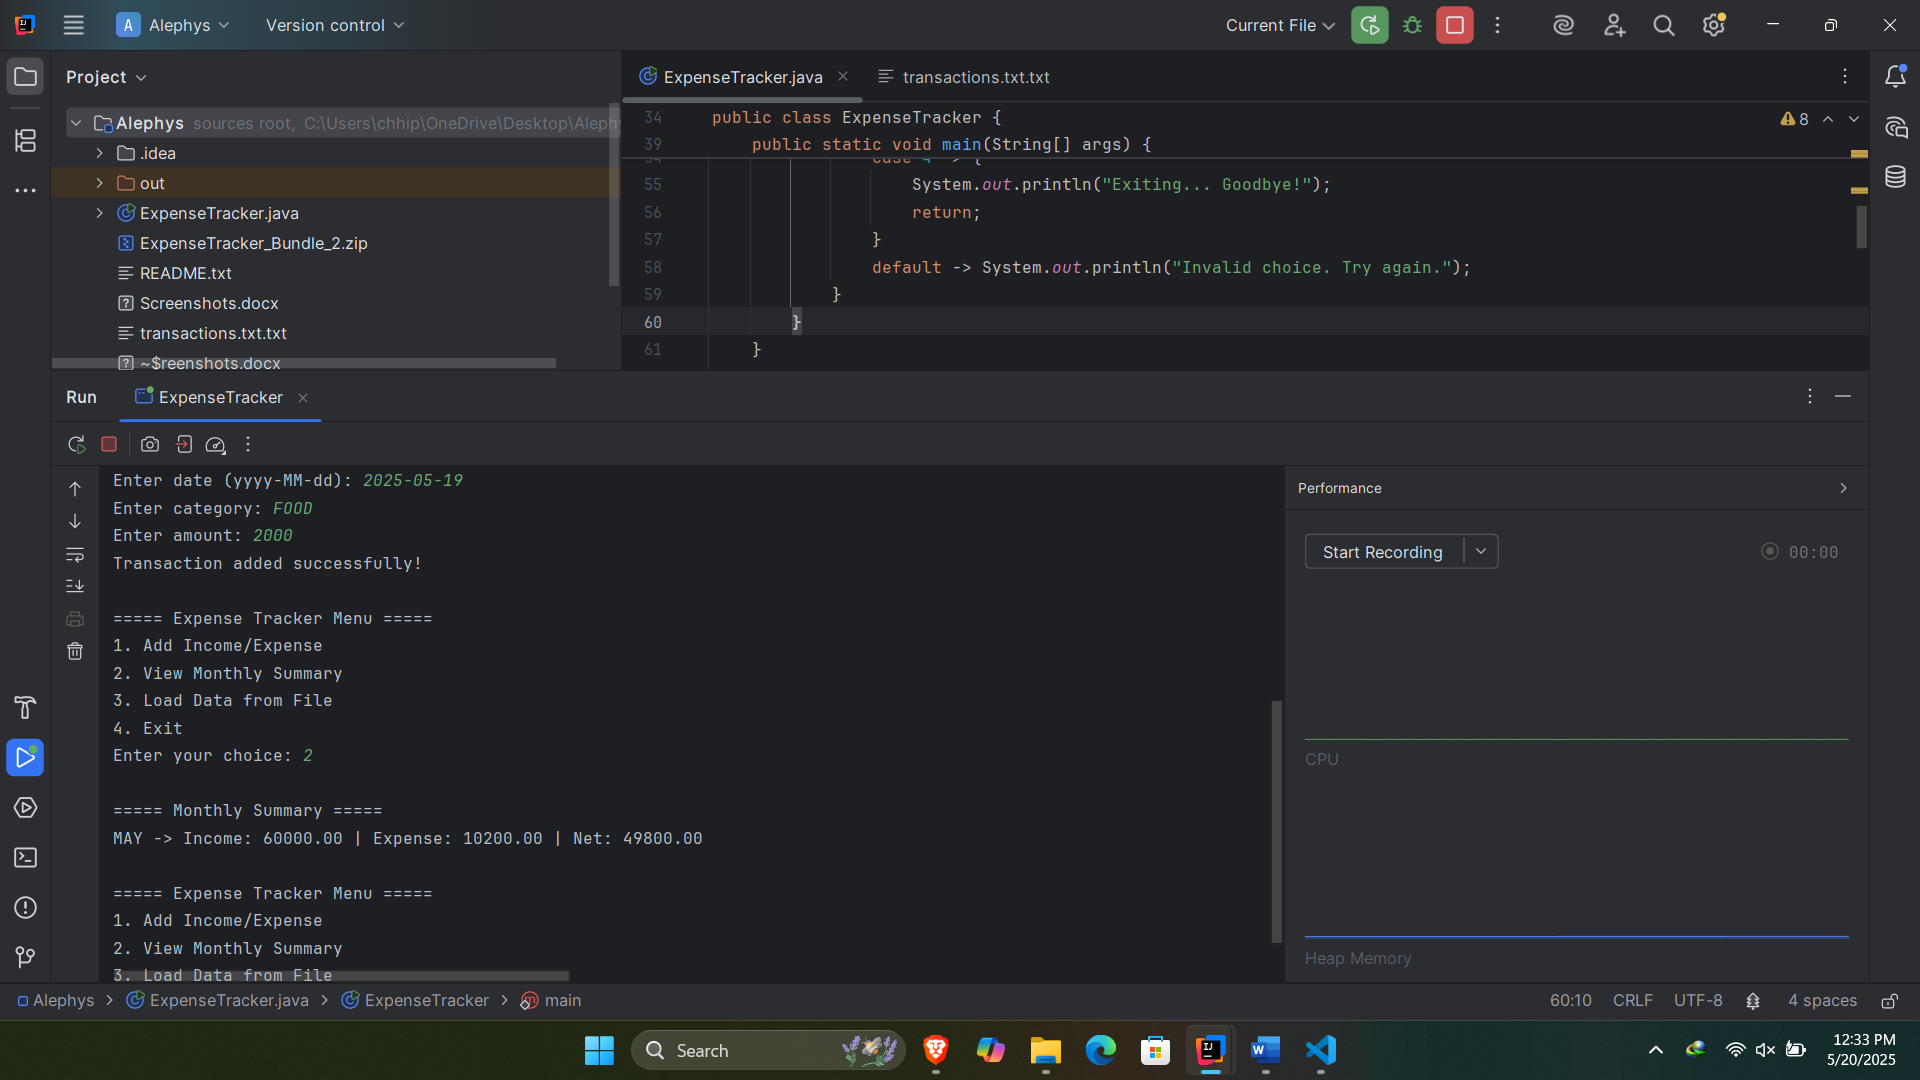 A Alephys
Version control
Current File
Project
Alephys sources root, C:\Users\chhip\OneDrive\Desktop\Aleph
.idea
out
ExpenseTracker.java
ExpenseTracker_Bundle_2.zip
README.txt
Screenshots.docx
transactions.txt.txt
~$reenshots.docx
ExpenseTracker.java
transactions.txt.txt
8
34 public class ExpenseTracker {
39 public static void main(String[] args) {
54 case 4 -> {
55 System.out.println("Exiting... Goodbye!");
56 return;
57 }
58 default -> System.out.println("Invalid choice. Try again.");
59 }
60 }
61 }
Run
ExpenseTracker
Enter date (yyyy-MM-dd): 2025-05-19
Enter category: FOOD
Enter amount: 2000
Transaction added successfully!
===== Expense Tracker Menu =====
1. Add Income/Expense
2. View Monthly Summary
3. Load Data from File
4. Exit
Enter your choice: 2
===== Monthly Summary =====
MAY -> Income: 60000.00 | Expense: 10200.00 | Net: 49800.00
===== Expense Tracker Menu =====
1. Add Income/Expense
2. View Monthly Summary
3. Load Data from File
Performance
Start Recording
00:00
CPU
Heap Memory
Alephys > ExpenseTracker.java > ExpenseTracker > main
60:10 CRLF UTF-8 4 spaces
Search
12:33 PM
5/20/2025